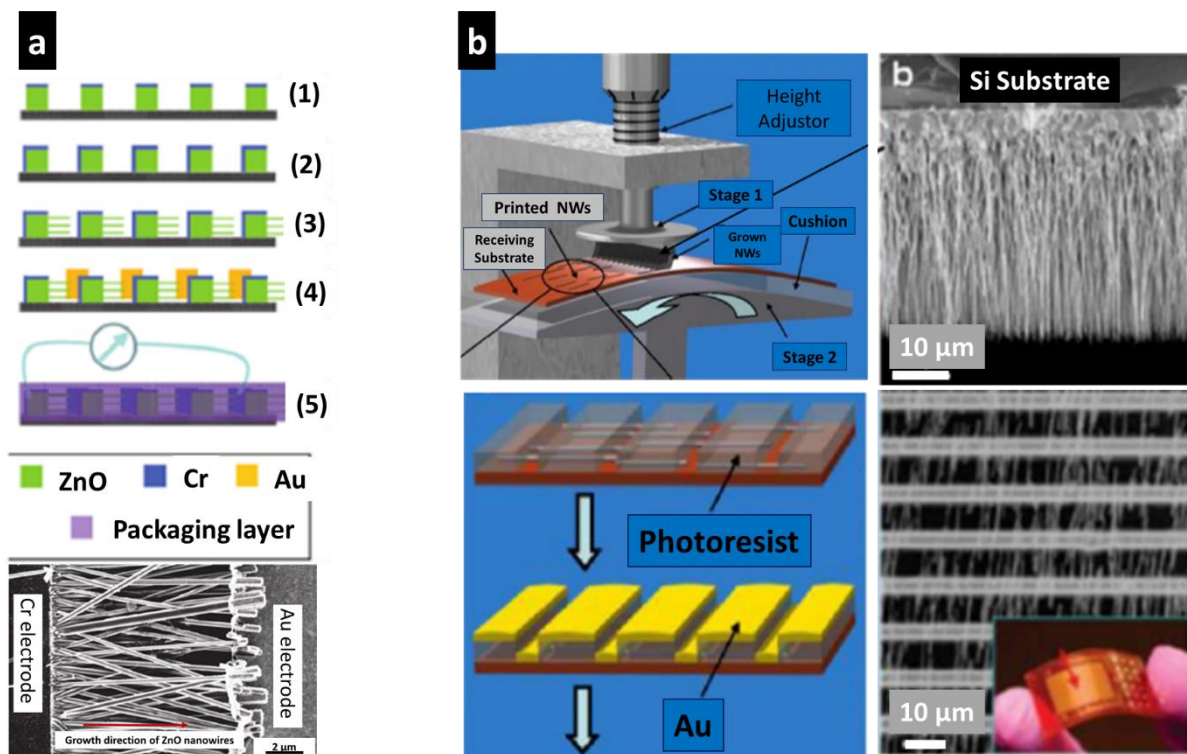 a
(1)
(2)
(3)
(4)
(5)
ZnO
Cr
Au
Packaging layer
Cr electrode
Au electrode
Growth direction of ZnO nanowires
2 µm
b
Height
Adjustor
Stage 1
Printed NWs
Cushion
Receiving
Substrate
Grown
NWs
Stage 2
Photoresist
Au
b
Si Substrate
10 µm
10 µm